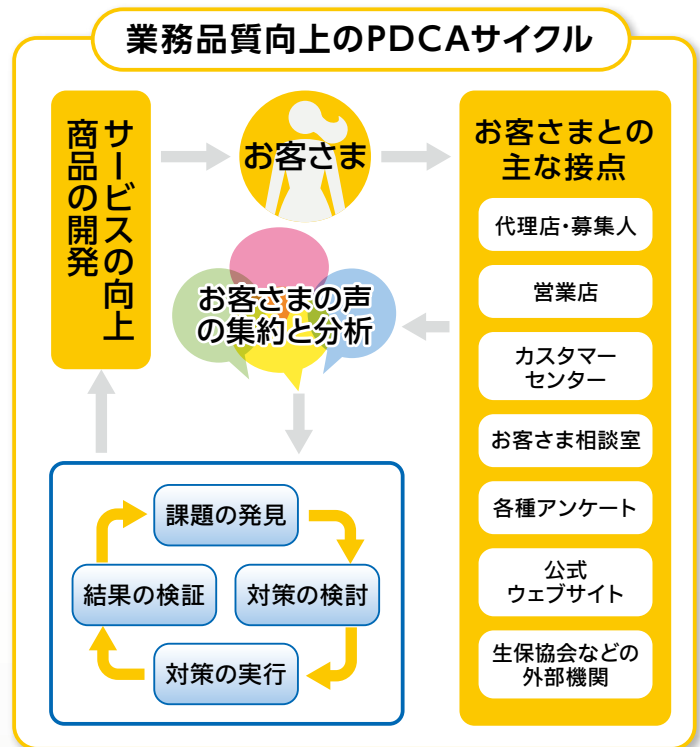 業務品質向上のPDCAサイクル
サービスの向上
商品の開発
お客さま
お客さまとの
主な接点
代理店・募集人
営業店
カスタマー
センター
お客さま相談室
各種アンケート
公式
ウェブサイト
生保協会などの
外部機関
お客さまの声
の集約と分析
課題の発見
対策の検討
対策の実行
結果の検証